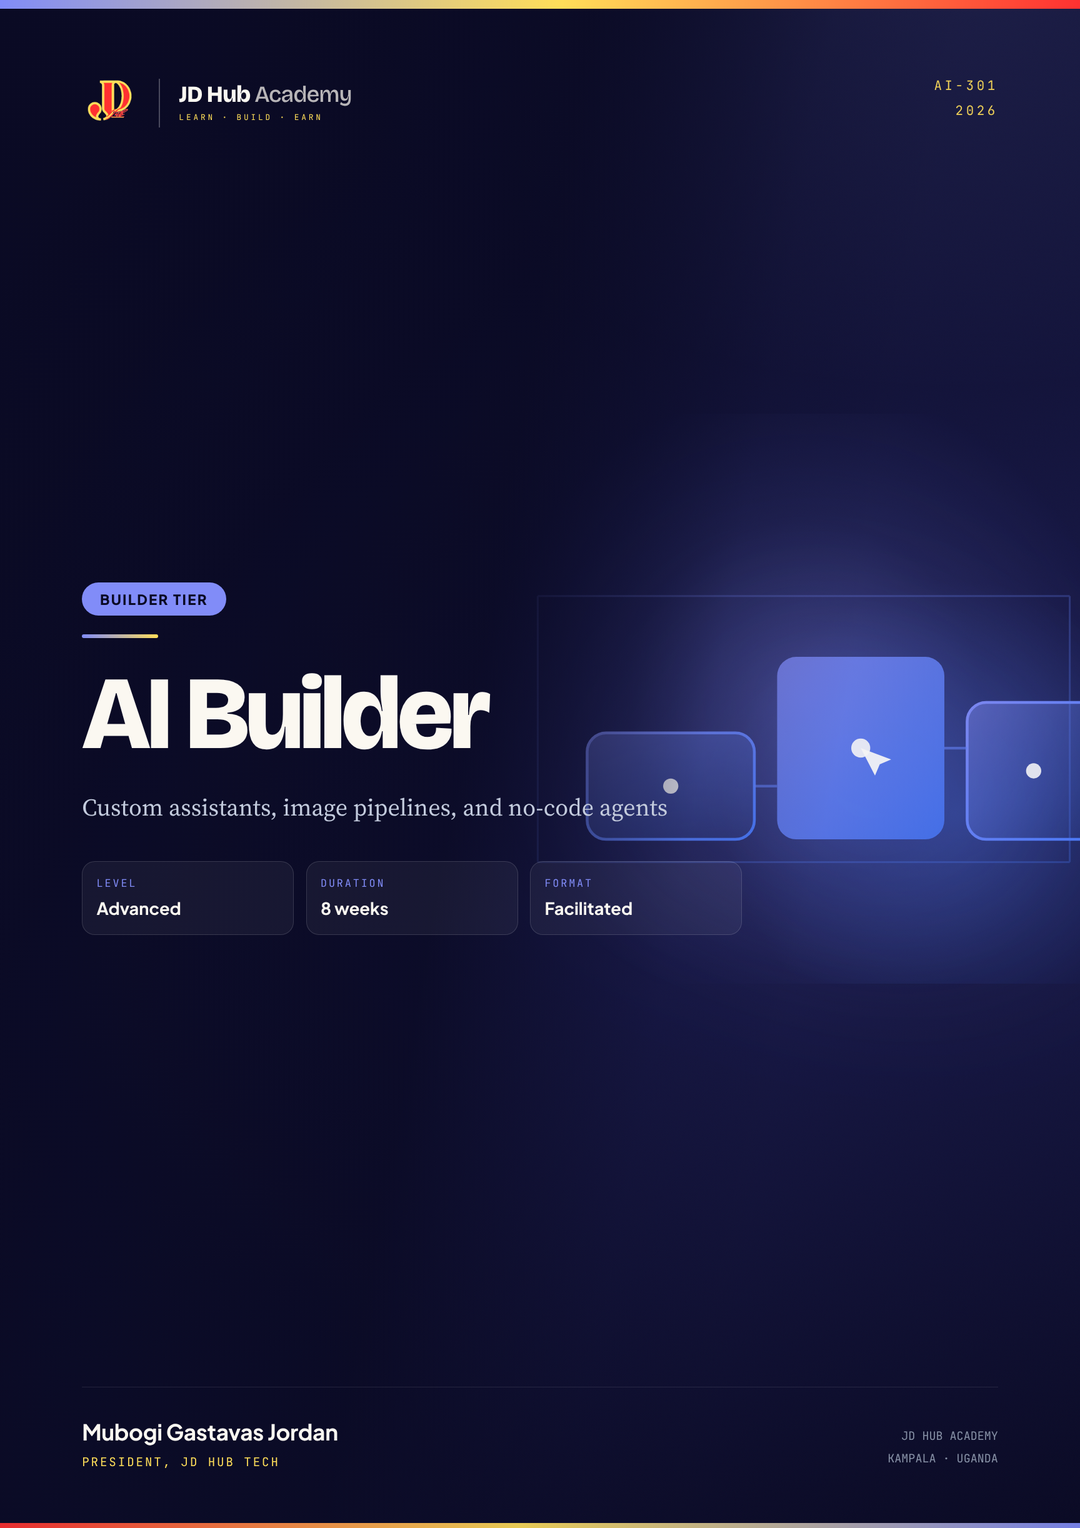 JD Hub Academy
LEARN · BUILD · EARN
AI-301
2026
BUILDER TIER
AI Builder
Custom assistants, image pipelines, and no-code agents
LEVEL
Advanced
DURATION
8 weeks
FORMAT
Facilitated
Mubogi Gastavas Jordan
PRESIDENT, JD HUB TECH
JD HUB ACADEMY
KAMPALA · UGANDA